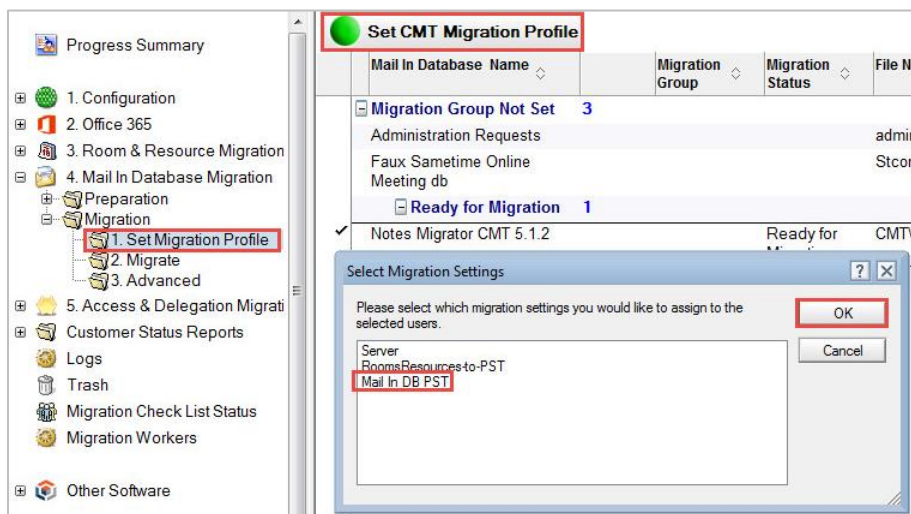 Progress Summary
1. Configuration
2. Office 365
3. Room & Resource Migration
4. Mail In Database Migration
Preparation
Migration
1. Set Migration Profile
2. Migrate
3. Advanced
5. Access & Delegation Migrati
Customer Status Reports
Logs
Trash
Migration Check List Status
Migration Workers
Other Software
Set CMT Migration Profile
Mail In Database Name
Migration Group
Migration Status
File N
Migration Group Not Set 3
Administration Requests admin
Faux Sametime Online Stcon
Meeting db
Ready for Migration 1
Notes Migrator CMT 5.1.2 Ready for CMT
Select Migration Settings
Please select which migration settings you would like to assign to the
selected users.
OK
Cancel
Server
RoomsResources-to-PST
Mail In DB PST